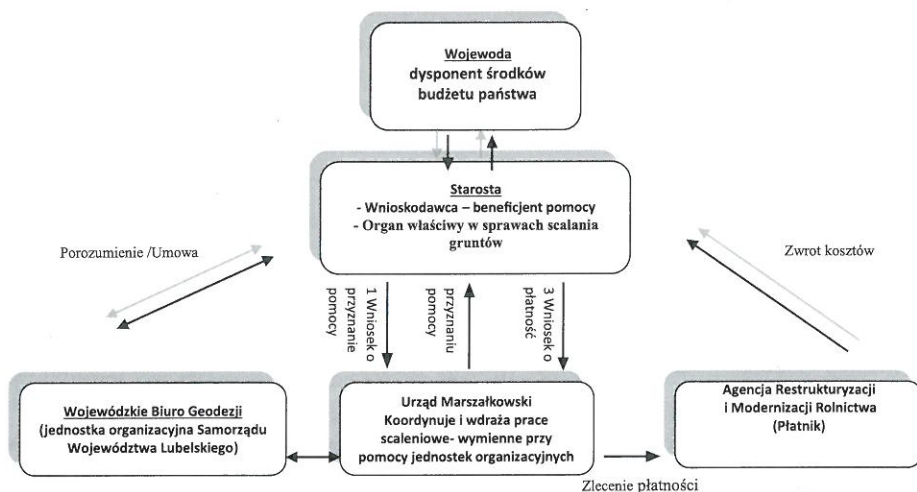 Wojewoda
dysponent środków
budżetu państwa
Starosta
- Wnioskodawca – beneficjent pomocy
- Organ właściwy w sprawach scalania
gruntów
Porozumienie /Umowa
Zwrot kosztów
1 Wniosek o
przyznanie
pomocy
przyznaniu
pomocy
3 Wniosek o
płatność
Wojewódzkie Biuro Geodezji
(jednostka organizacyjna Samorządu
Województwa Lubelskiego)
Urząd Marszałkowski
Koordynuje i wdraża prace
scaleniowe- wymienne przy
pomocy jednostek organizacyjnych
Agencja Restrukturyzacji
i Modernizacji Rolnictwa
(Płatnik)
Zlecenie płatności